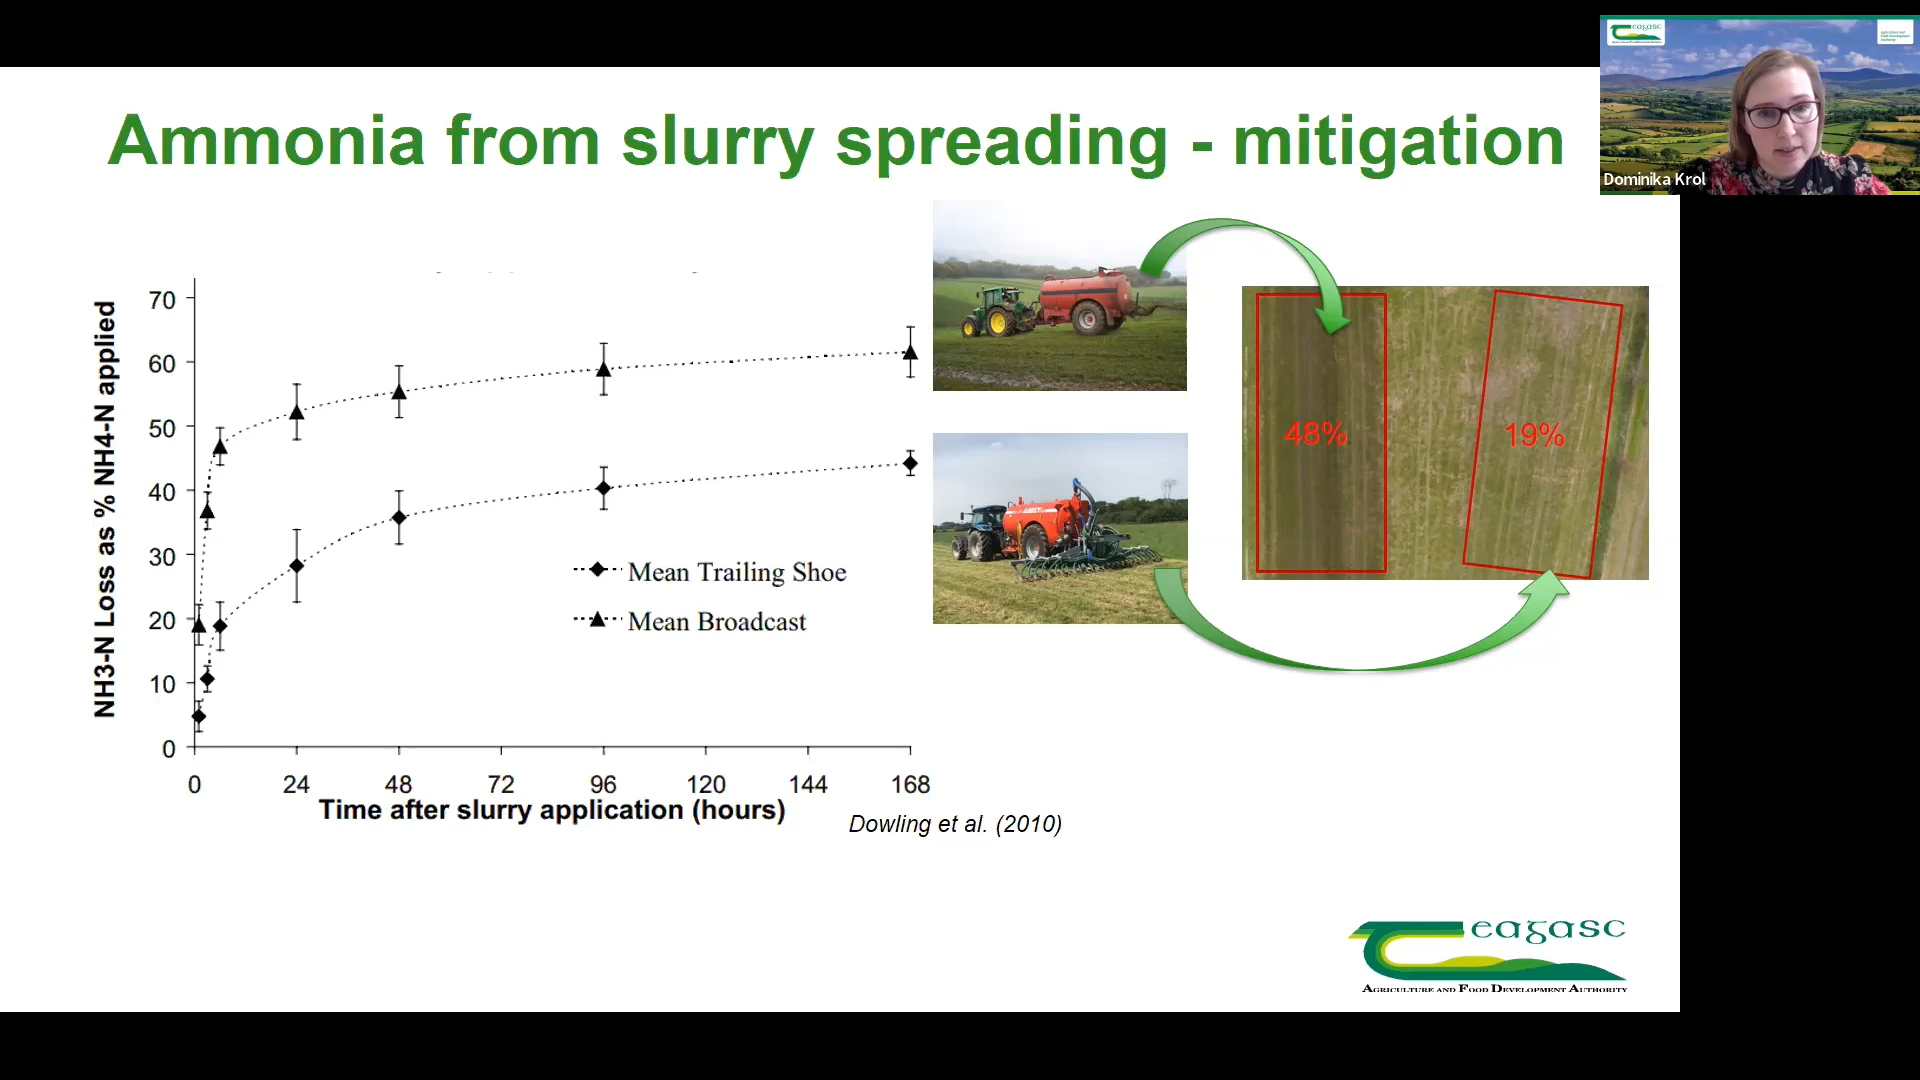 eagasc
Dominika Krol
Ammonia from slurry spreading - mitigation
NH3-N Loss as % NH4-N applied
70
60
50
40
30
20
10
0
Mean Trailing Shoe
Mean Broadcast
0 24 48 72 96 120 144 168
Time after slurry application (hours)
Dowling et al. (2010)
ABBEY
48%
19%
eagasc
AGRICULTURE AND FOOD DEVELOPMENT AUTHORITY